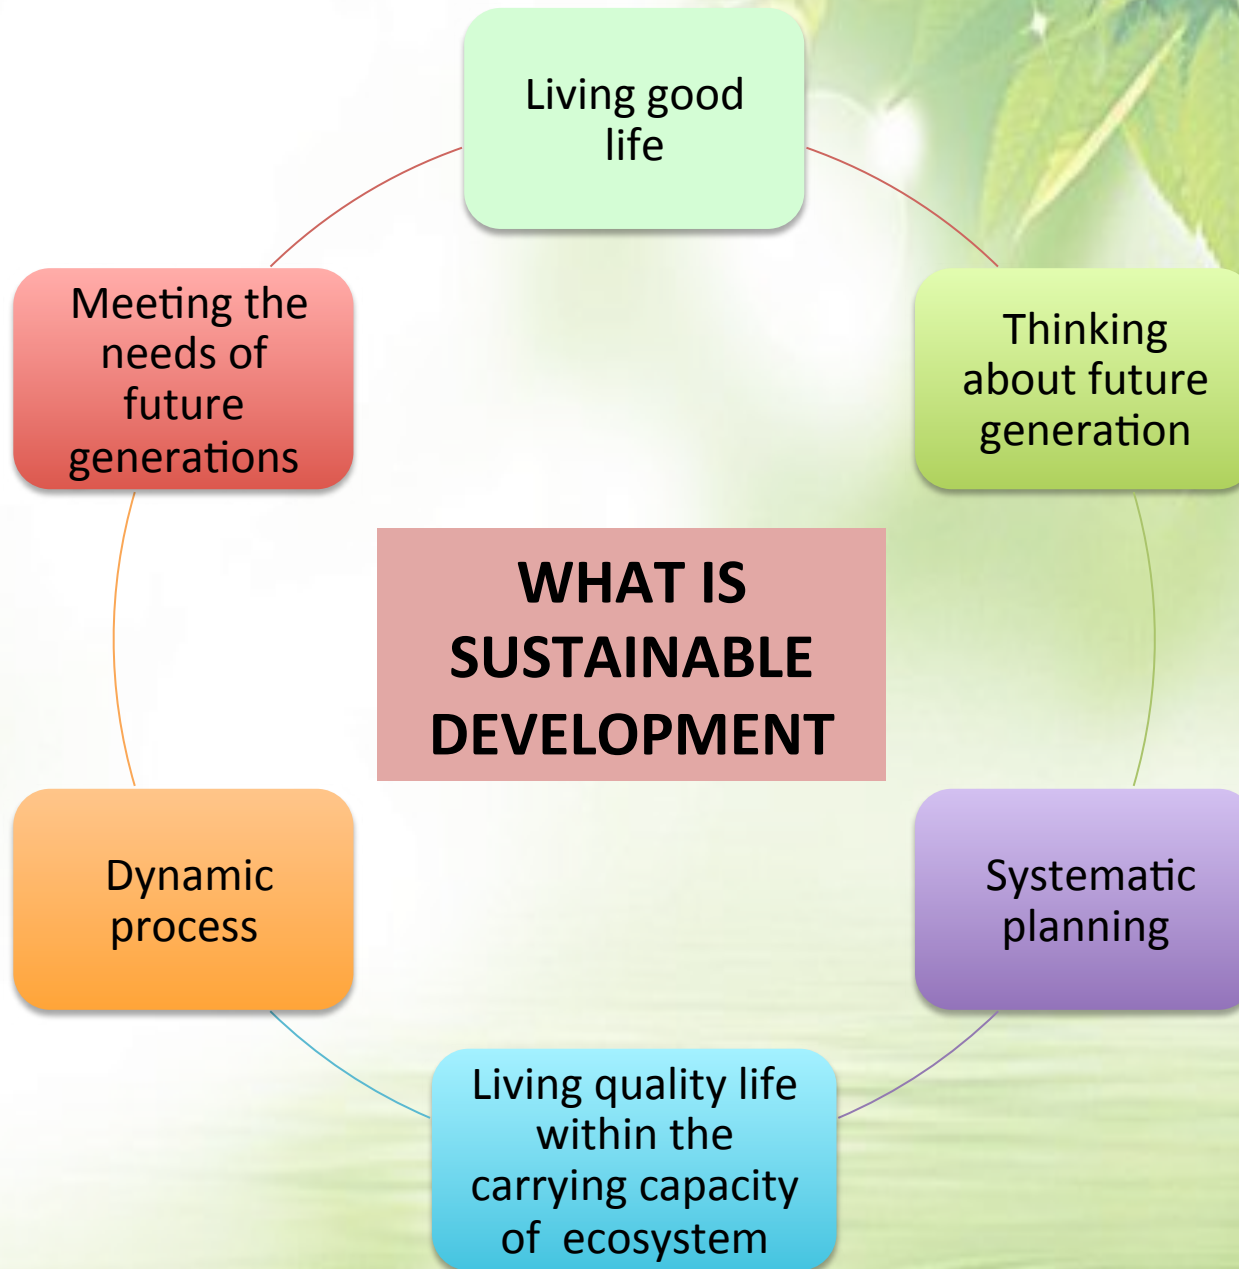 Living good
life
Thinking
about future
generation
Systematic
planning
Living quality life
within the
carrying capacity
of ecosystem
Dynamic
process
Meeting the
needs of
future
generations
WHAT IS
SUSTAINABLE
DEVELOPMENT